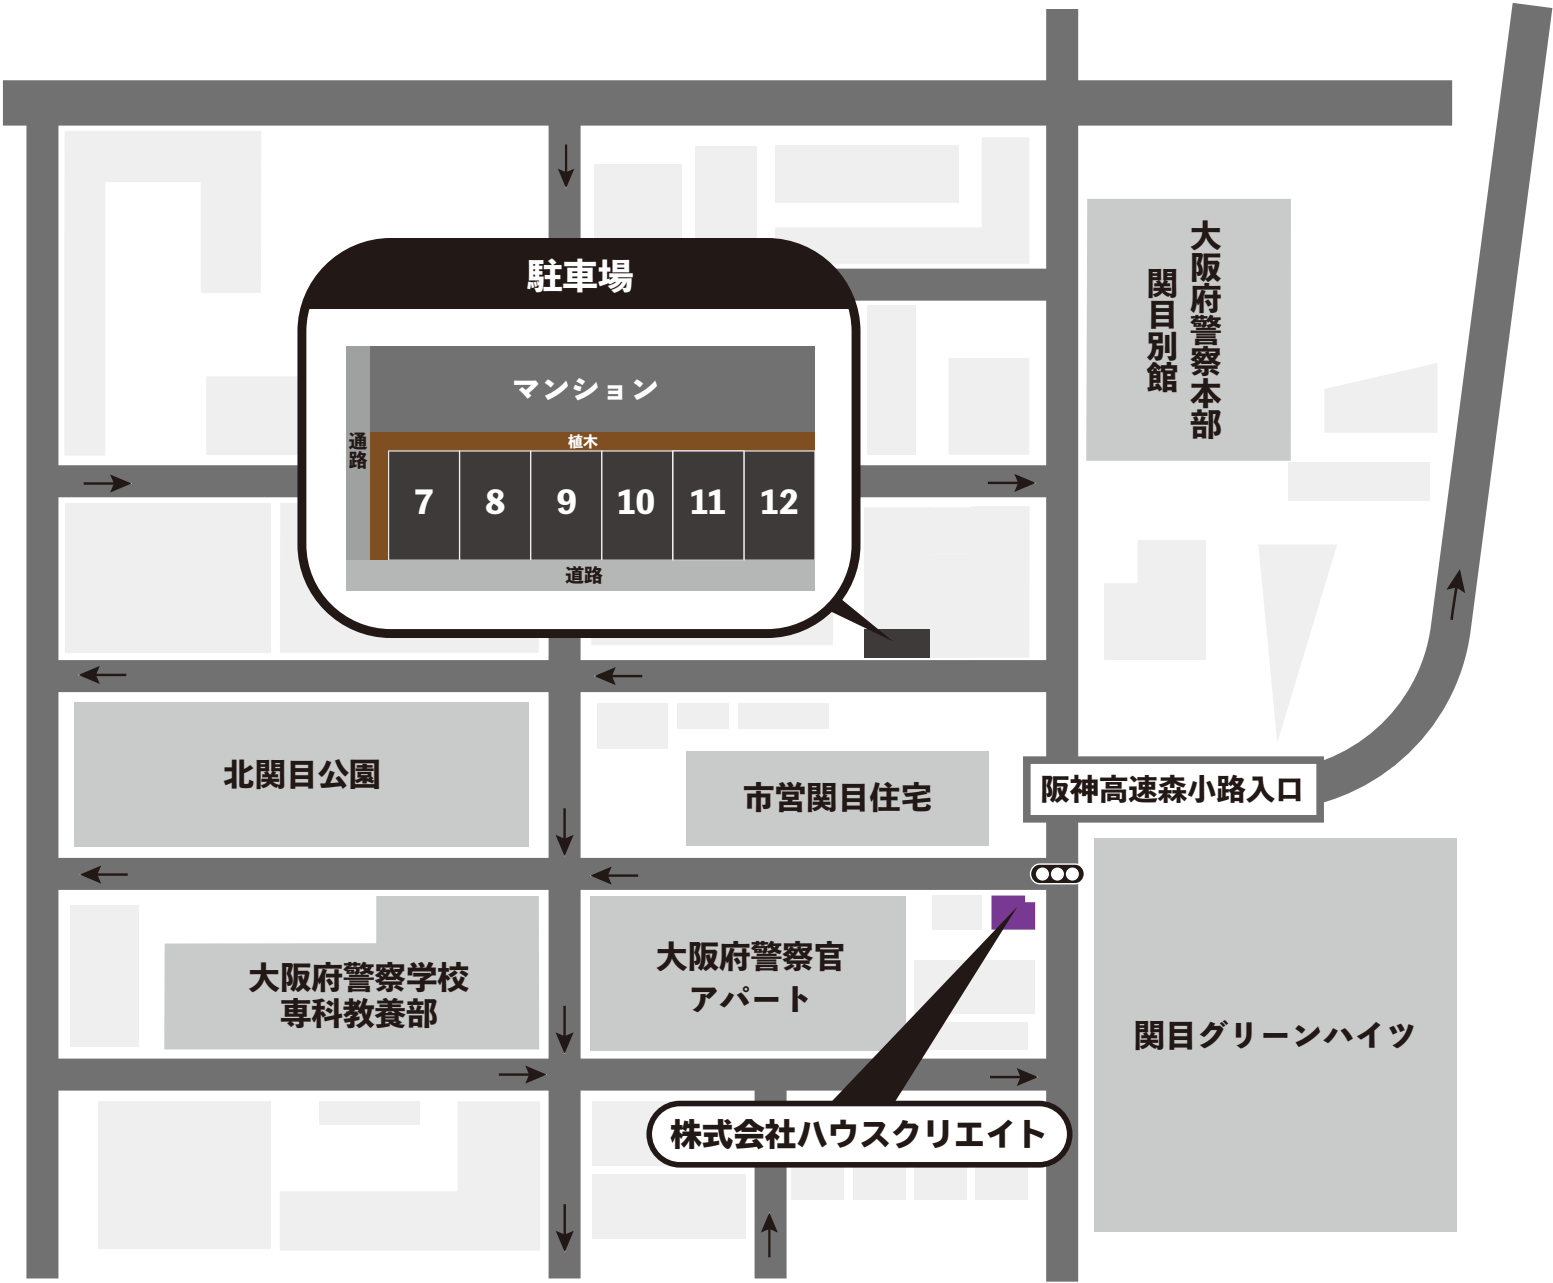 大阪府警察本部
関目別館
駐車場
マンション
通路
植木
7 8 9 10 11 12
道路
北関目公園
市営関目住宅
阪神高速森小路入口
大阪府警察学校
専科教養部
大阪府警察官
アパート
関目グリーンハイツ
株式会社ハウスクリエイト